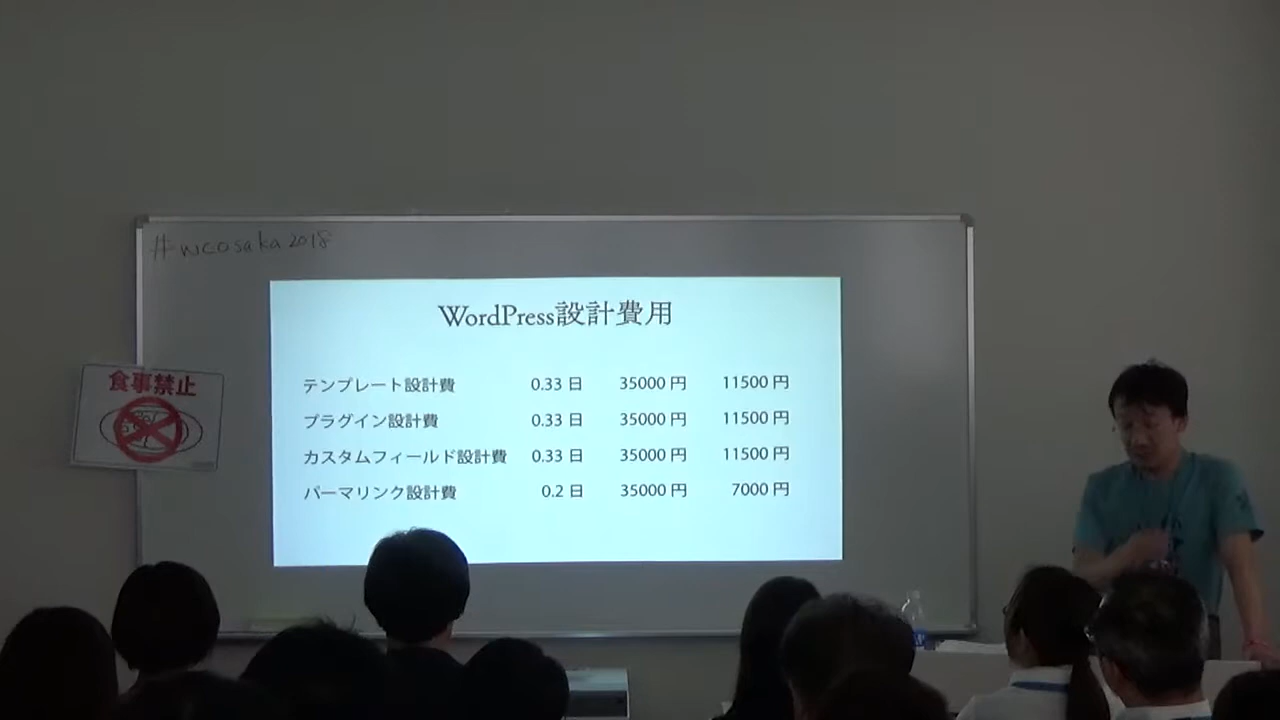 #wcosaka2018
WordPress設計費用
テンプレート設計費 0.33 日 35000 円 11500 円
プラグイン設計費 0.33 日 35000 円 11500 円
カスタムフィールド設計費 0.33 日 35000 円 11500 円
パーマリンク設計費 0.2 日 35000 円 7000 円
食事禁止